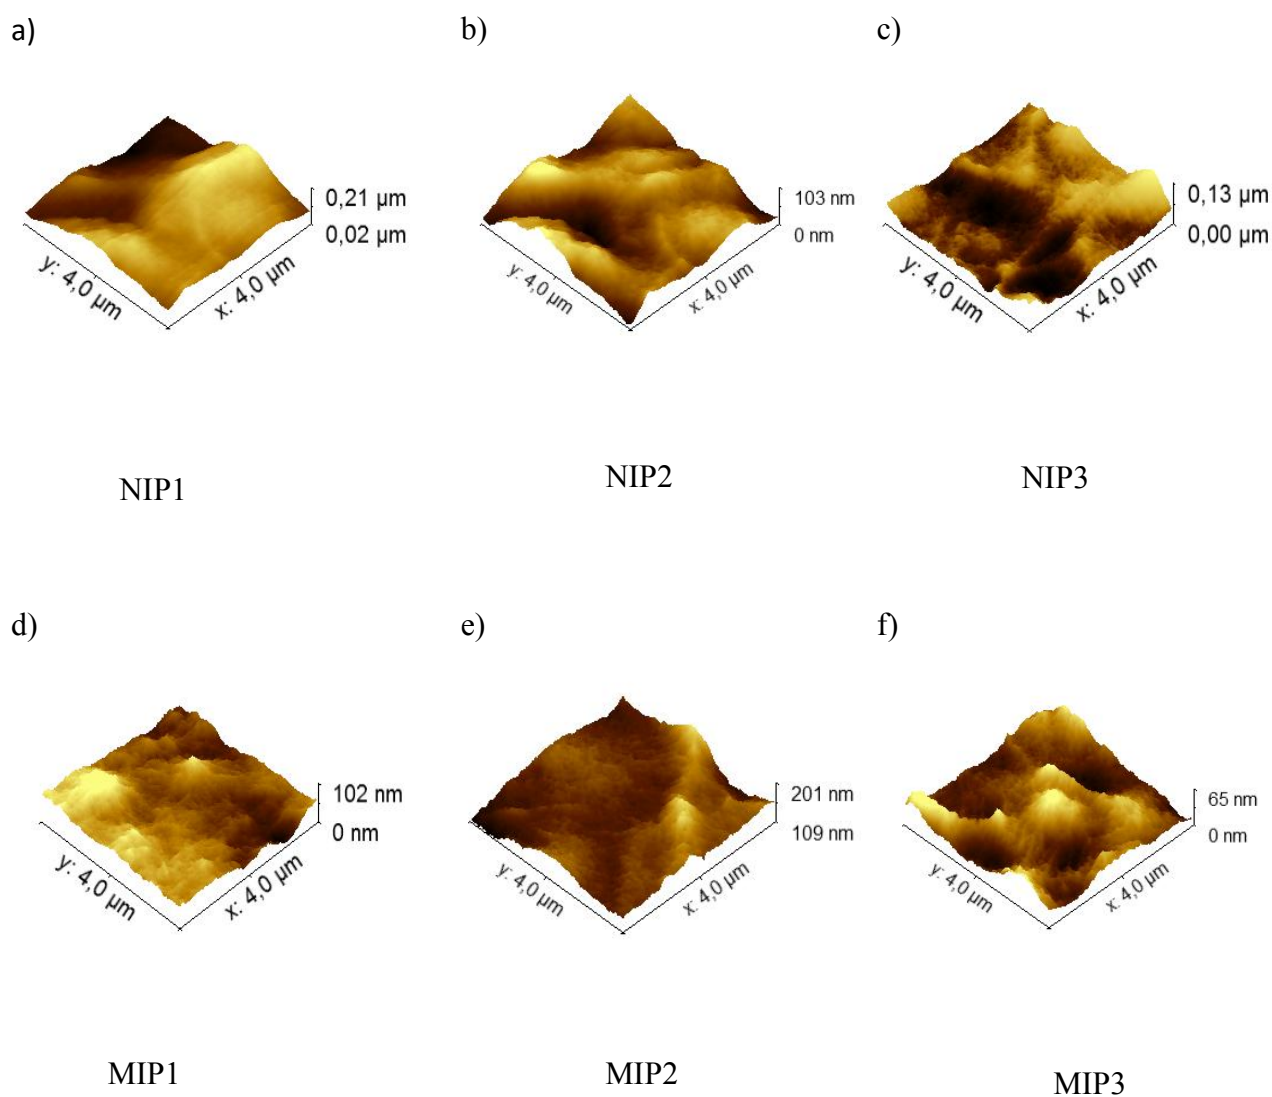 a)
b)
c)
0,21 µm
0,02 µm
y: 4,0 µm
x: 4,0 µm
103 nm
0 nm
y: 4,0 µm
x: 4,0 µm
0,13 µm
0,00 µm
y: 4,0 µm
x: 4,0 µm
NIP1
NIP2
NIP3
d)
e)
f)
102 nm
0 nm
y: 4,0 µm
x: 4,0 µm
201 nm
109 nm
y: 4,0 µm
x: 4,0 µm
65 nm
0 nm
y: 4,0 µm
x: 4,0 µm
MIP1
MIP2
MIP3